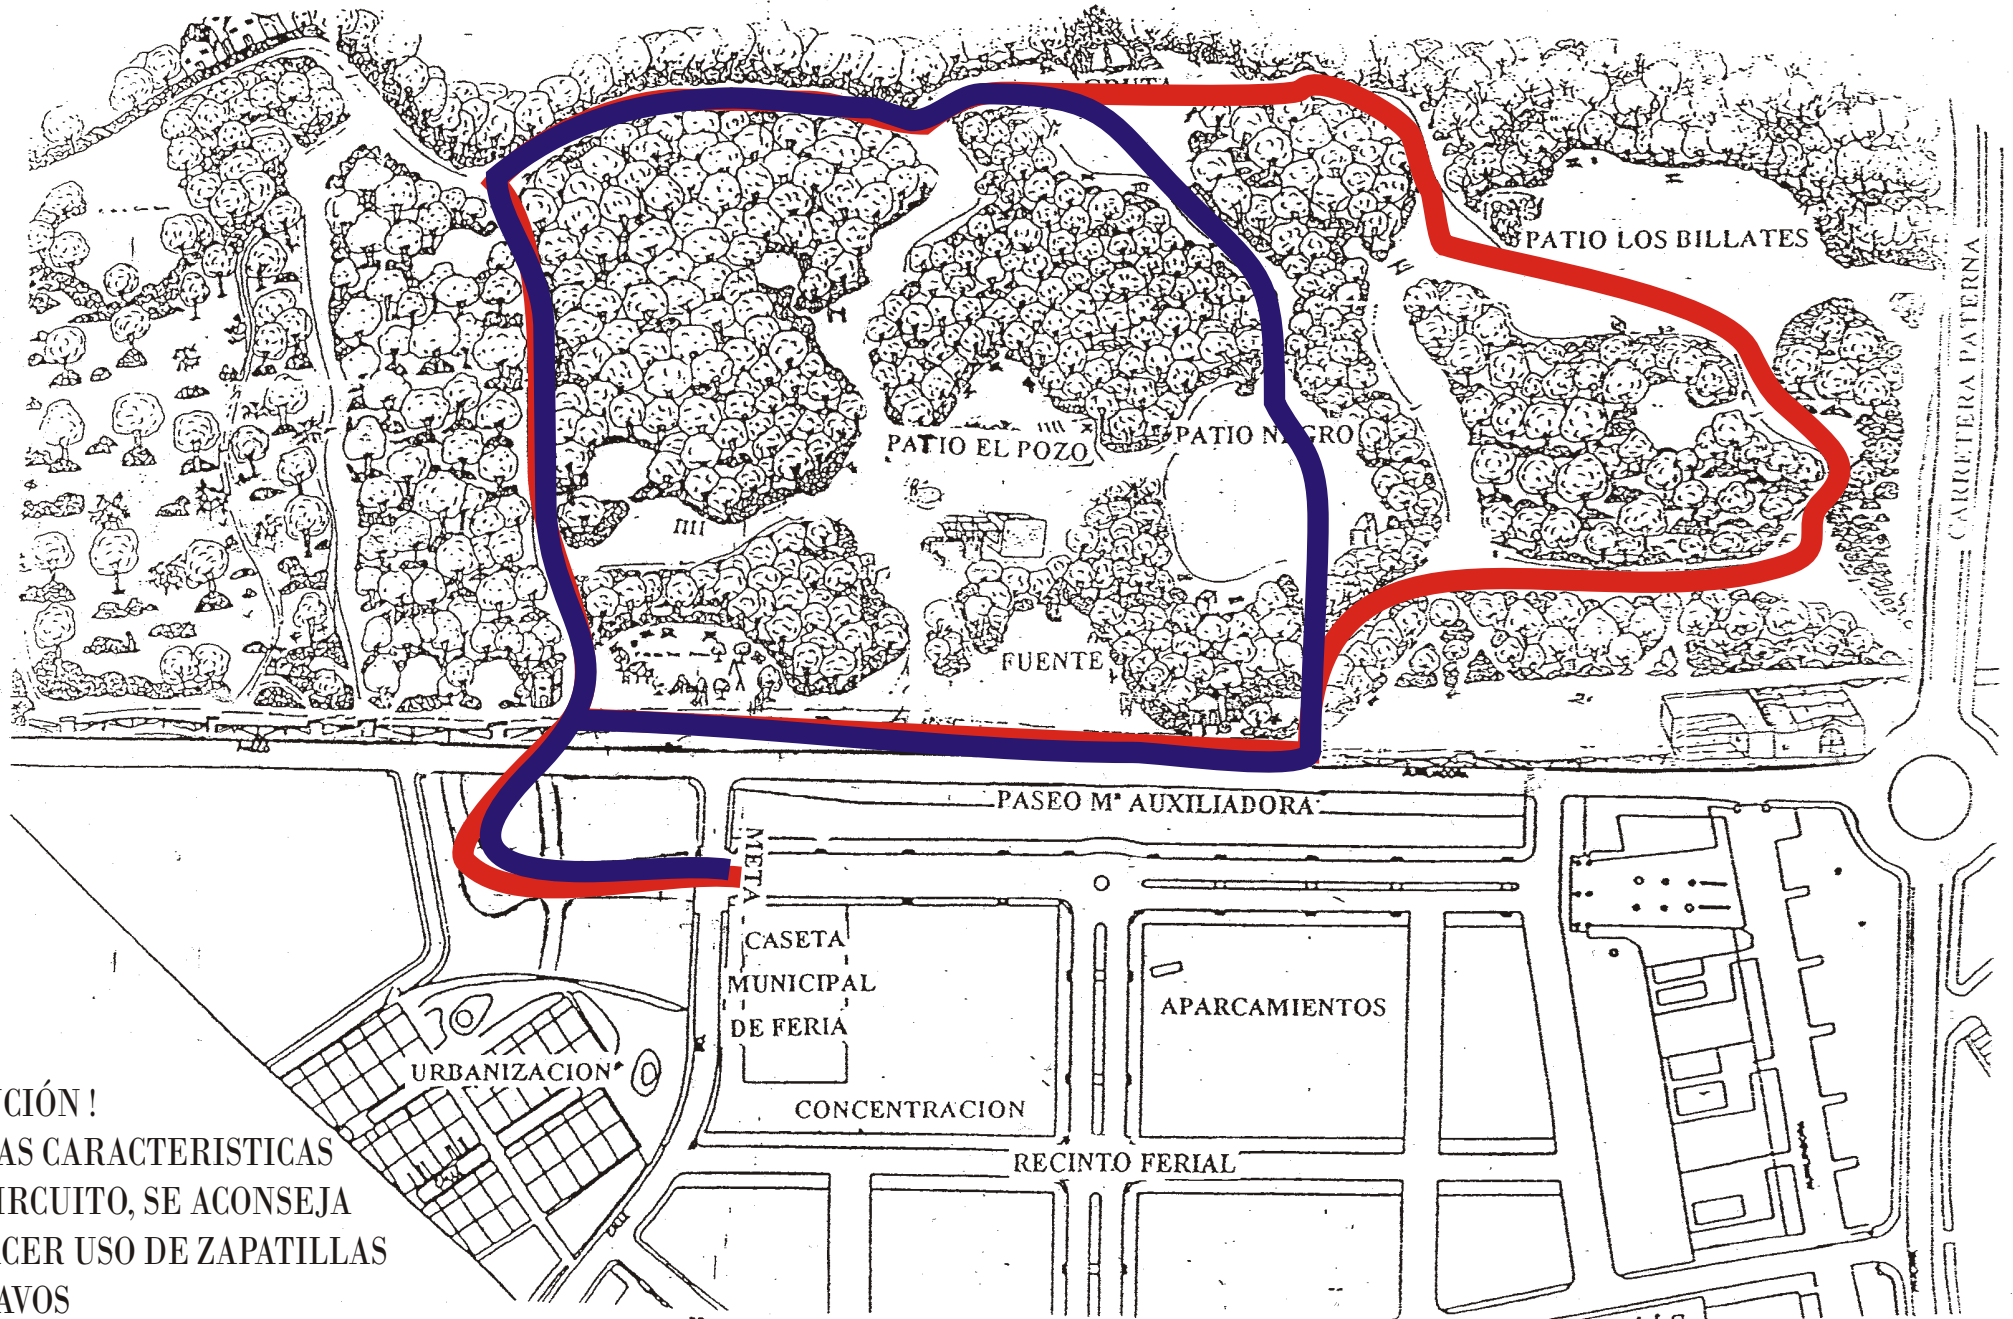 PATIO LOS BILLATES
CARRETERA PATERNA
PATIO EL POZO
PATIO NEGRO
FUENTE
PASEO Mª AUXILIADORA
META
CASETA
MUNICIPAL
DE FERIA
APARCAMIENTOS
URBANIZACION
CONCENTRACION
RECINTO FERIAL
CIÓN !
AS CARACTERISTICAS
IRCUITO, SE ACONSEJA
CER USO DE ZAPATILLAS
AVOS